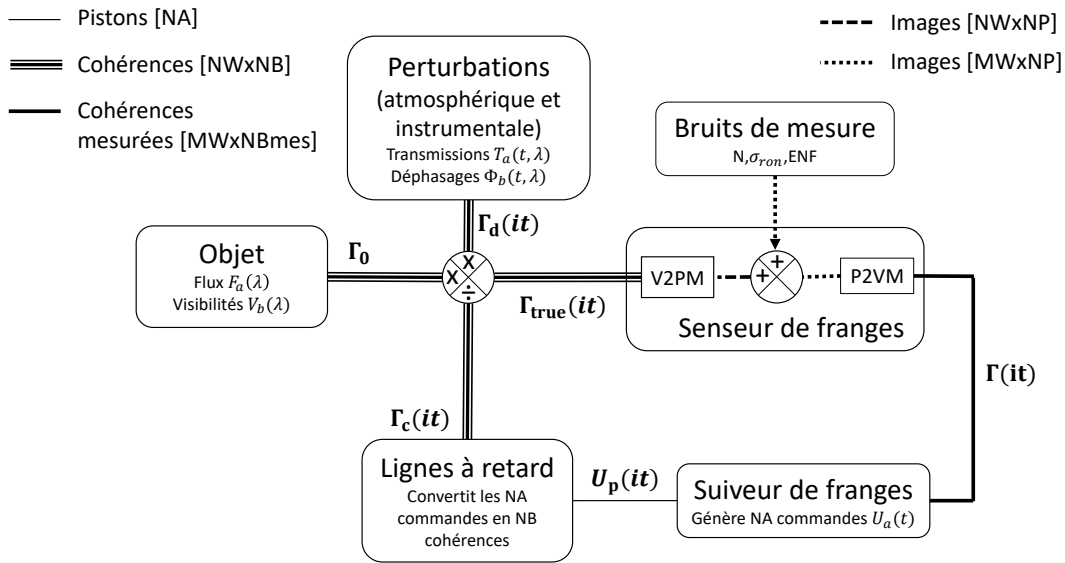 Pistons [NA]
Cohérences [NWxNB]
Cohérences
mesurées [MWxNBmes]
Images [NWxNP]
Images [MWxNP]
Perturbations
(atmosphérique et
instrumentale)
Transmissions Tₐ(t, λ)
Déphasages Φ_b(t, λ)
Bruits de mesure
N,σ_ron,ENF
Γ_d(it)
Objet
Flux Fₐ(λ)
Visibilités V_b(λ)
Γ₀
X
X
÷
Γ_true(it)
V2PM
+
+
P2VM
Senseur de franges
Γ(it)
Γ_c(it)
Lignes à retard
Convertit les NA
commandes en NB
cohérences
U_p(it)
Suiveur de franges
Génère NA commandes Uₐ(t)